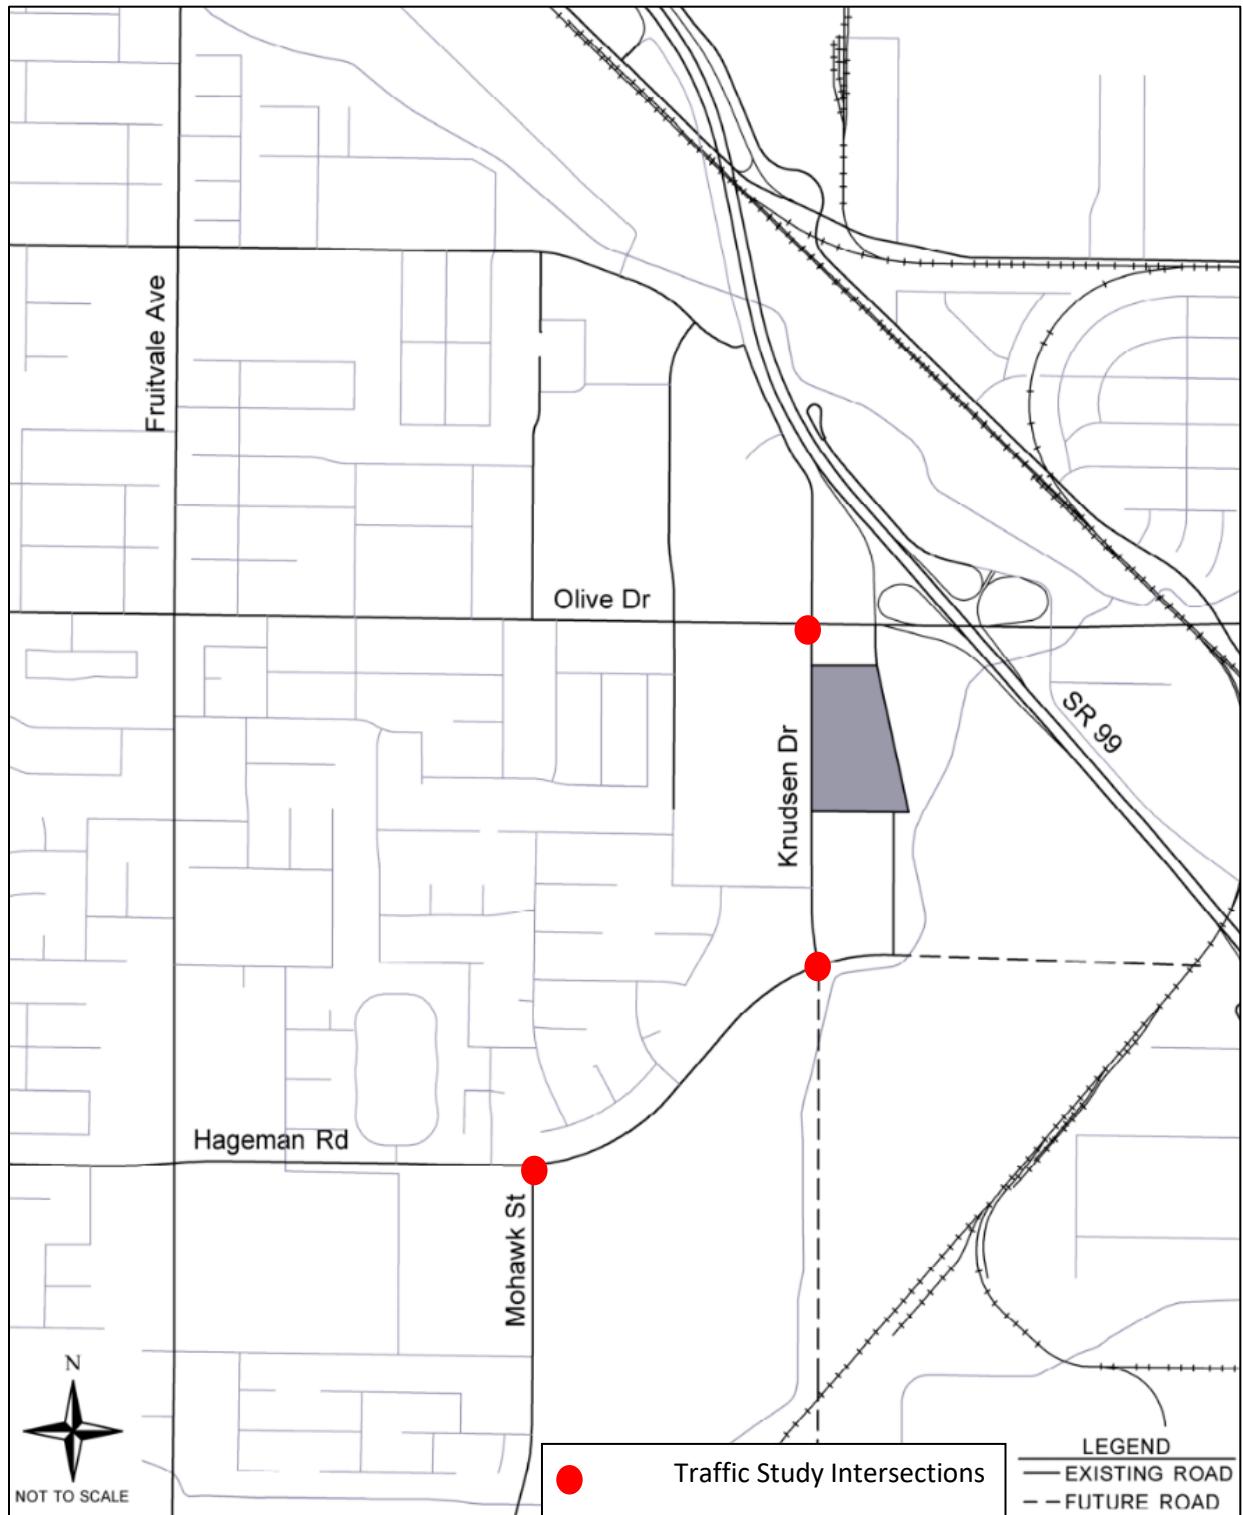 Fruitvale Ave
Olive Dr
SR 99
Knudsen Dr
Hageman Rd
Mohawk St
N
NOT TO SCALE
Traffic Study Intersections
LEGEND
EXISTING ROAD
FUTURE ROAD